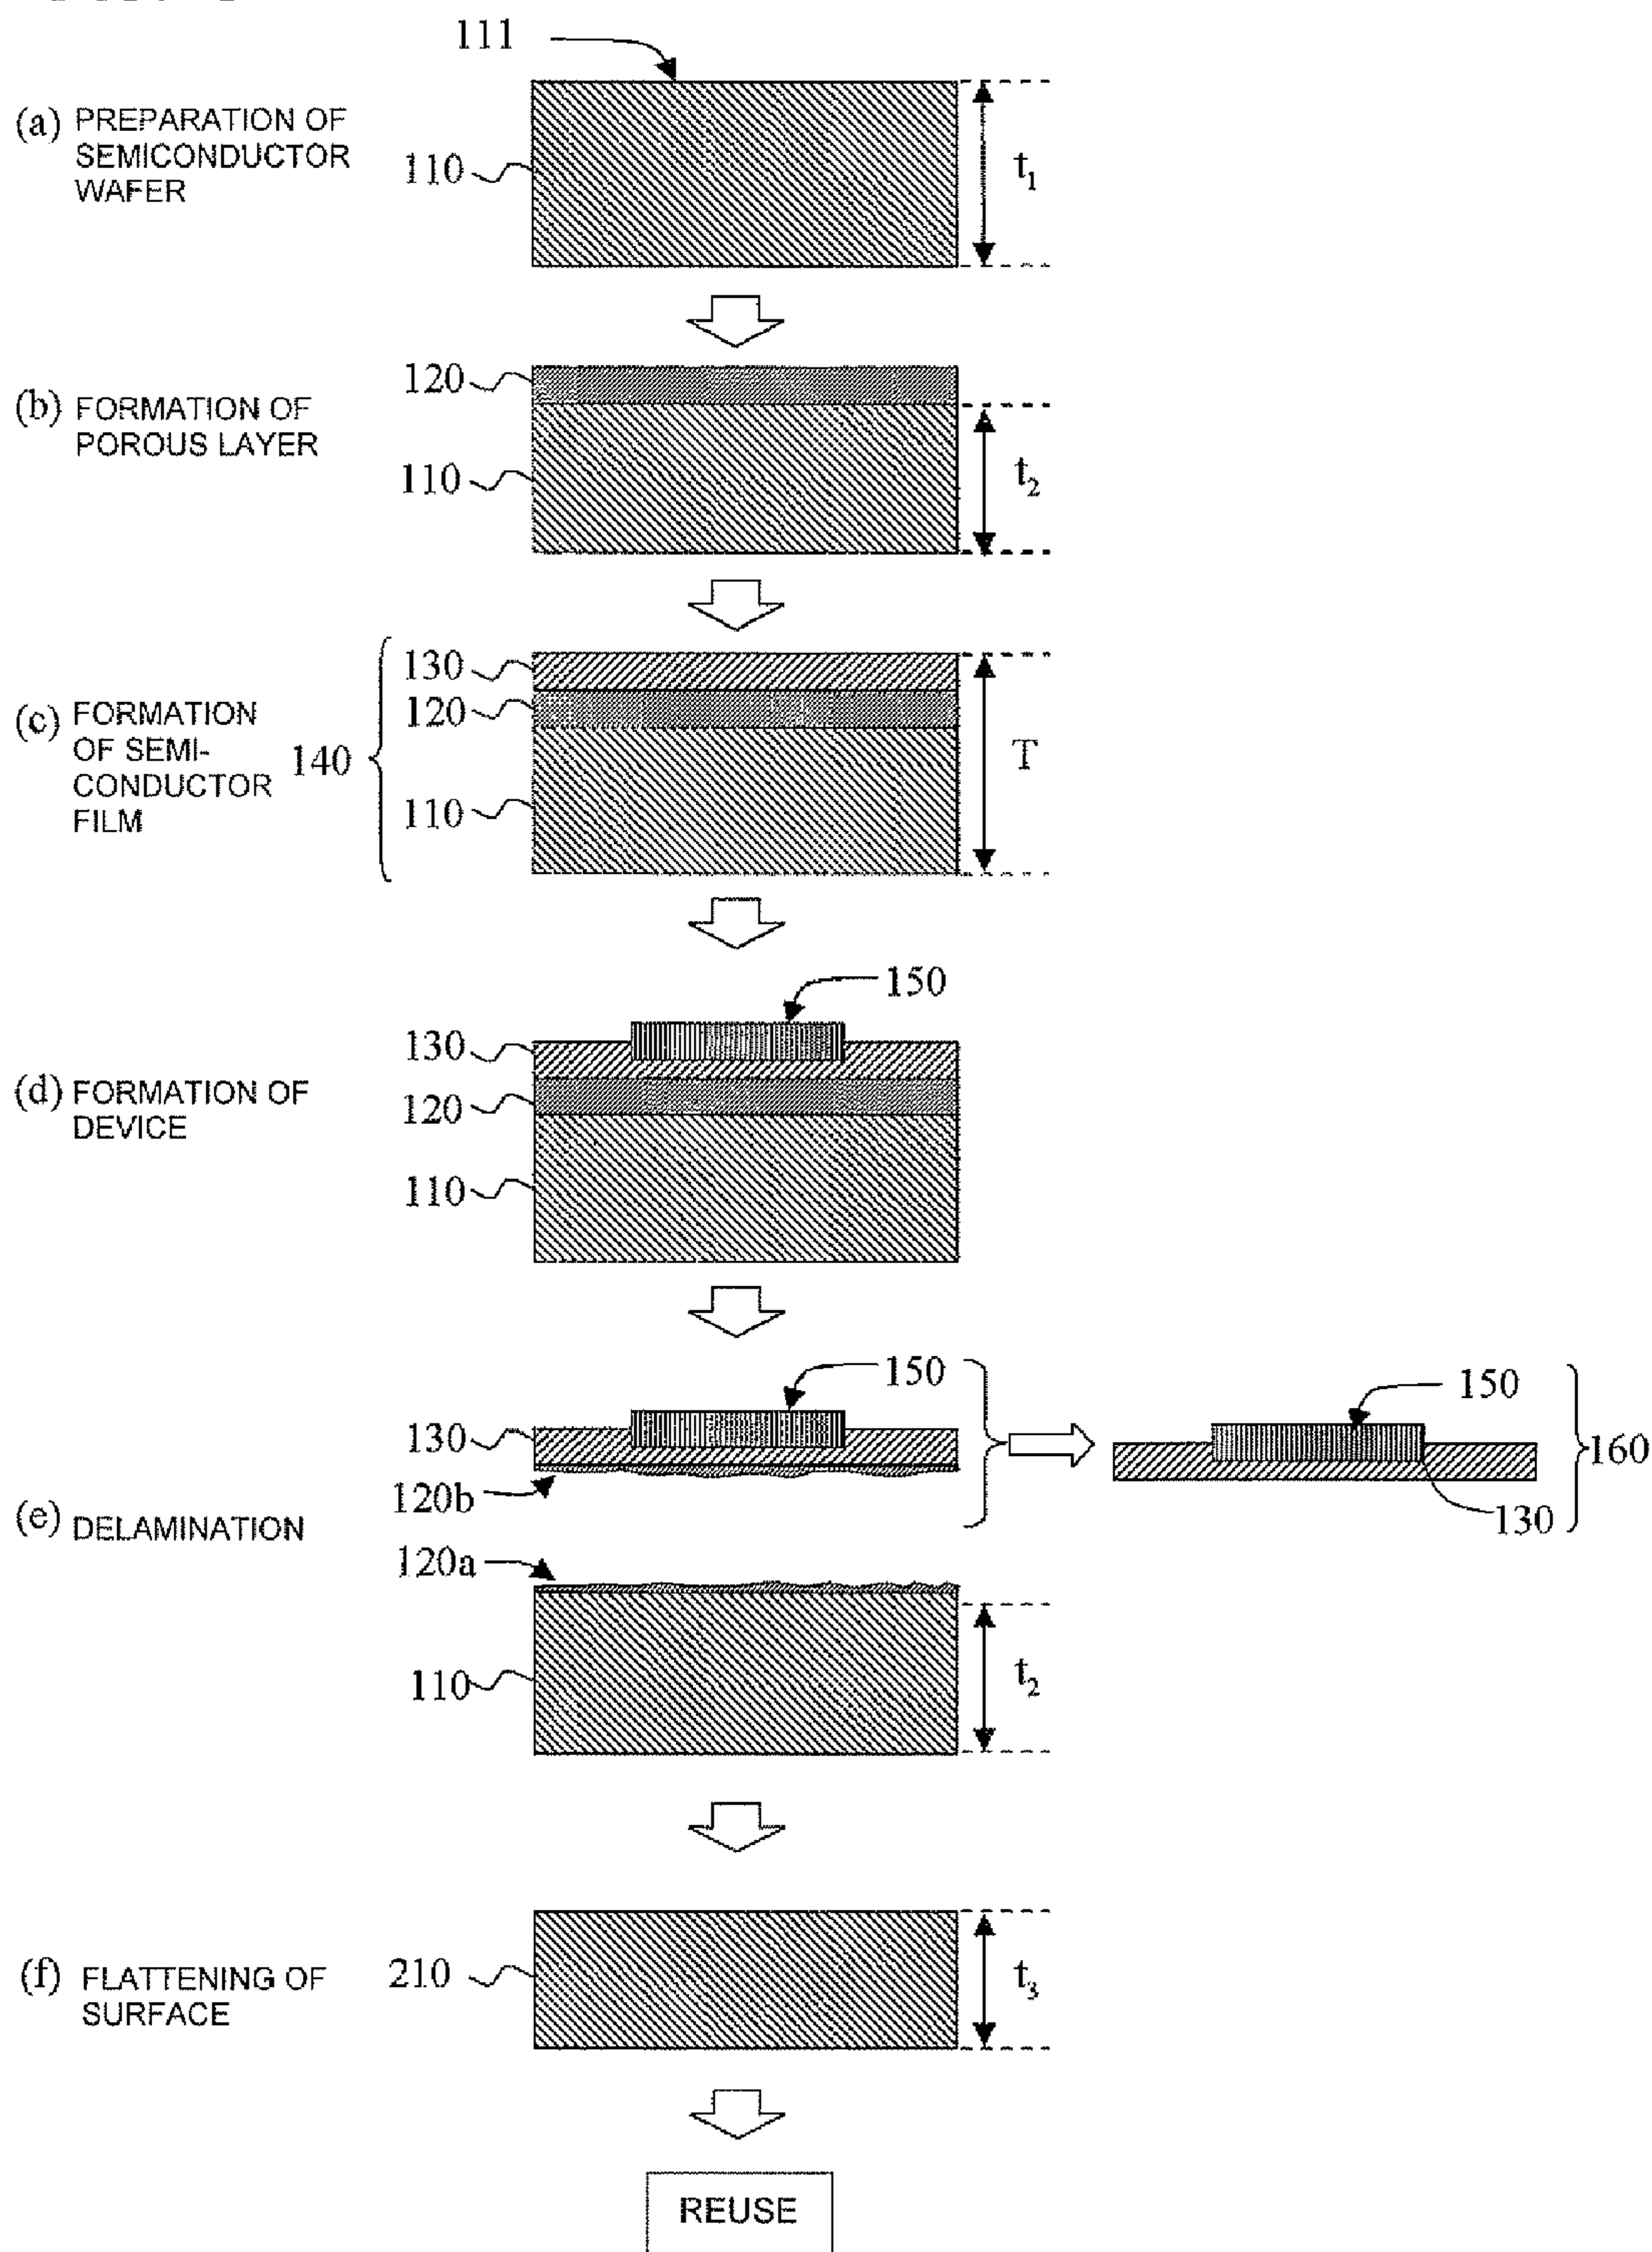 111
(a) PREPARATION OF
SEMICONDUCTOR
WAFER
110
t1
120
(b) FORMATION OF
POROUS LAYER
110
t2
130
120
(c) FORMATION
OF SEMI-
CONDUCTOR
FILM
140
110
T
150
130
(d) FORMATION OF
DEVICE
120
110
150
130
120b
150
160
130
(e) DELAMINATION
120a
110
t2
(f) FLATTENING OF
SURFACE
210
t3
REUSE